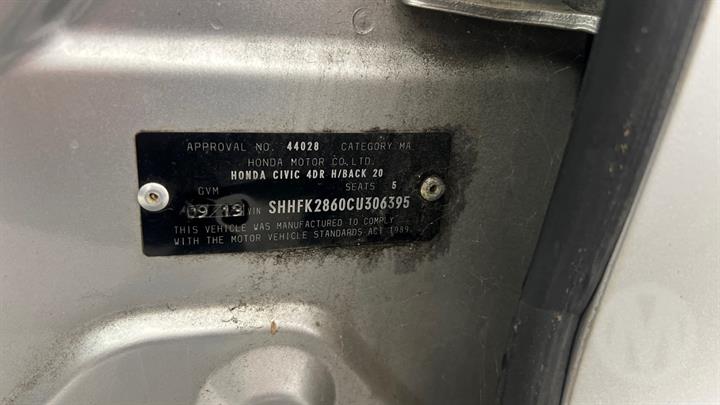 APPROVAL NO. 44028 CATEGORY MA
HONDA MOTOR CO.LTD.
HONDA CIVIC 4DR H/BACK 20
GVM SEATS 5
09 19 VIN SHHFK2860CU306395
THIS VEHICLE WAS MANUFACTURED TO COMPLY
WITH THE MOTOR VEHICLE STANDARDS ACT 1989.